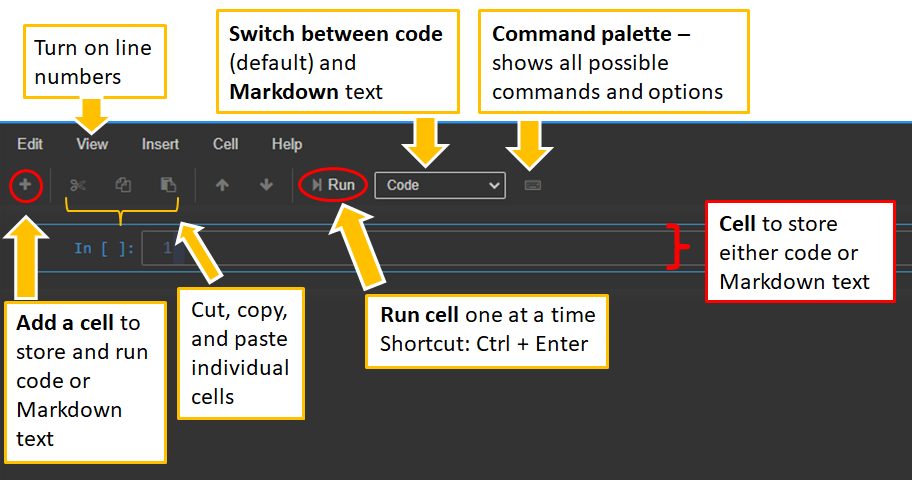 Turn on line
numbers
Switch between code
(default) and
Markdown text
Command palette –
shows all possible
commands and options
Edit View Insert Cell Help
Run Code
In [ ]: 1
Cell to store
either code or
Markdown text
Add a cell to
store and run
code or
Markdown
text
Cut, copy,
and paste
individual
cells
Run cell one at a time
Shortcut: Ctrl + Enter